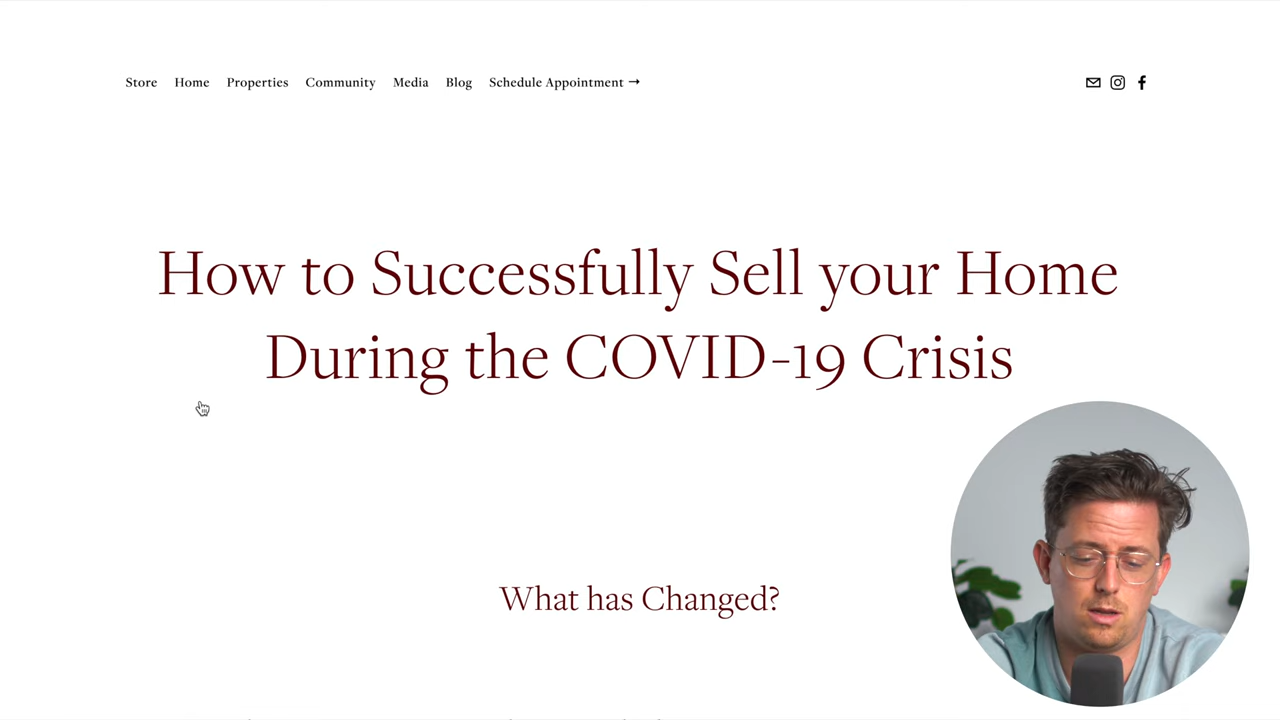 Store Home Properties Community Media Blog Schedule Appointment →
How to Successfully Sell your Home
During the COVID-19 Crisis
What has Changed?